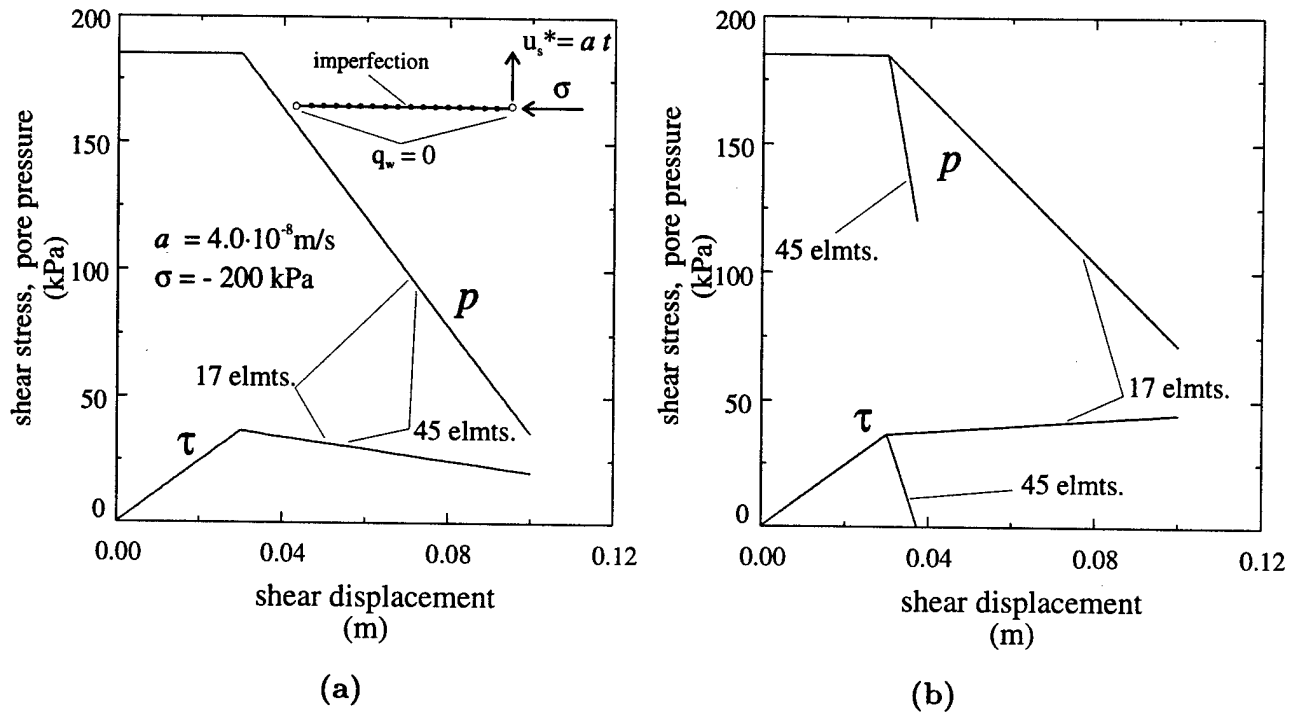 shear stress, pore pressure
(kPa)
200
150
100
50
0
0.00
0.04
0.08
0.12
shear displacement
(m)
imperfection
uₛ*= a t
σ
q_w = 0
a = 4.0·10⁻⁸m/s
σ = - 200 kPa
p
17 elmts.
45 elmts.
τ
(a)
shear stress, pore pressure
(kPa)
200
150
100
50
0
0.00
0.04
0.08
0.12
shear displacement
(m)
p
45 elmts.
17 elmts.
τ
45 elmts.
(b)